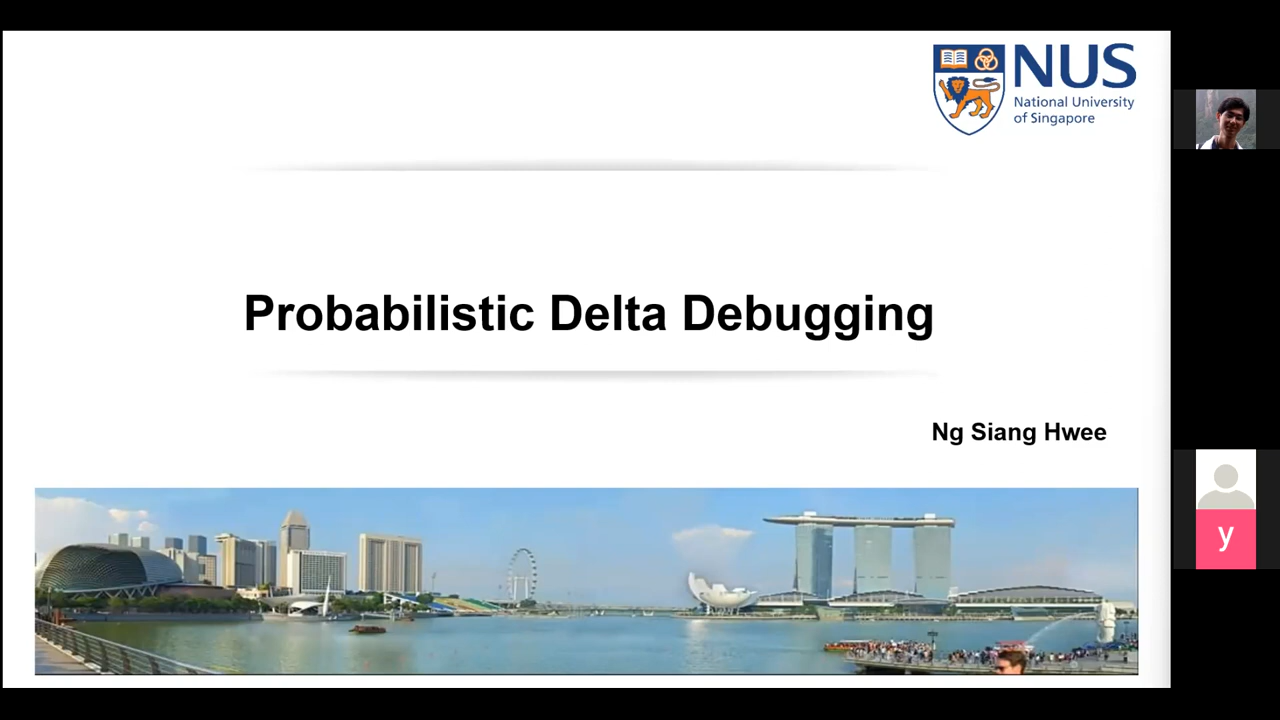 NUS
National University
of Singapore
Probabilistic Delta Debugging
Ng Siang Hwee
y